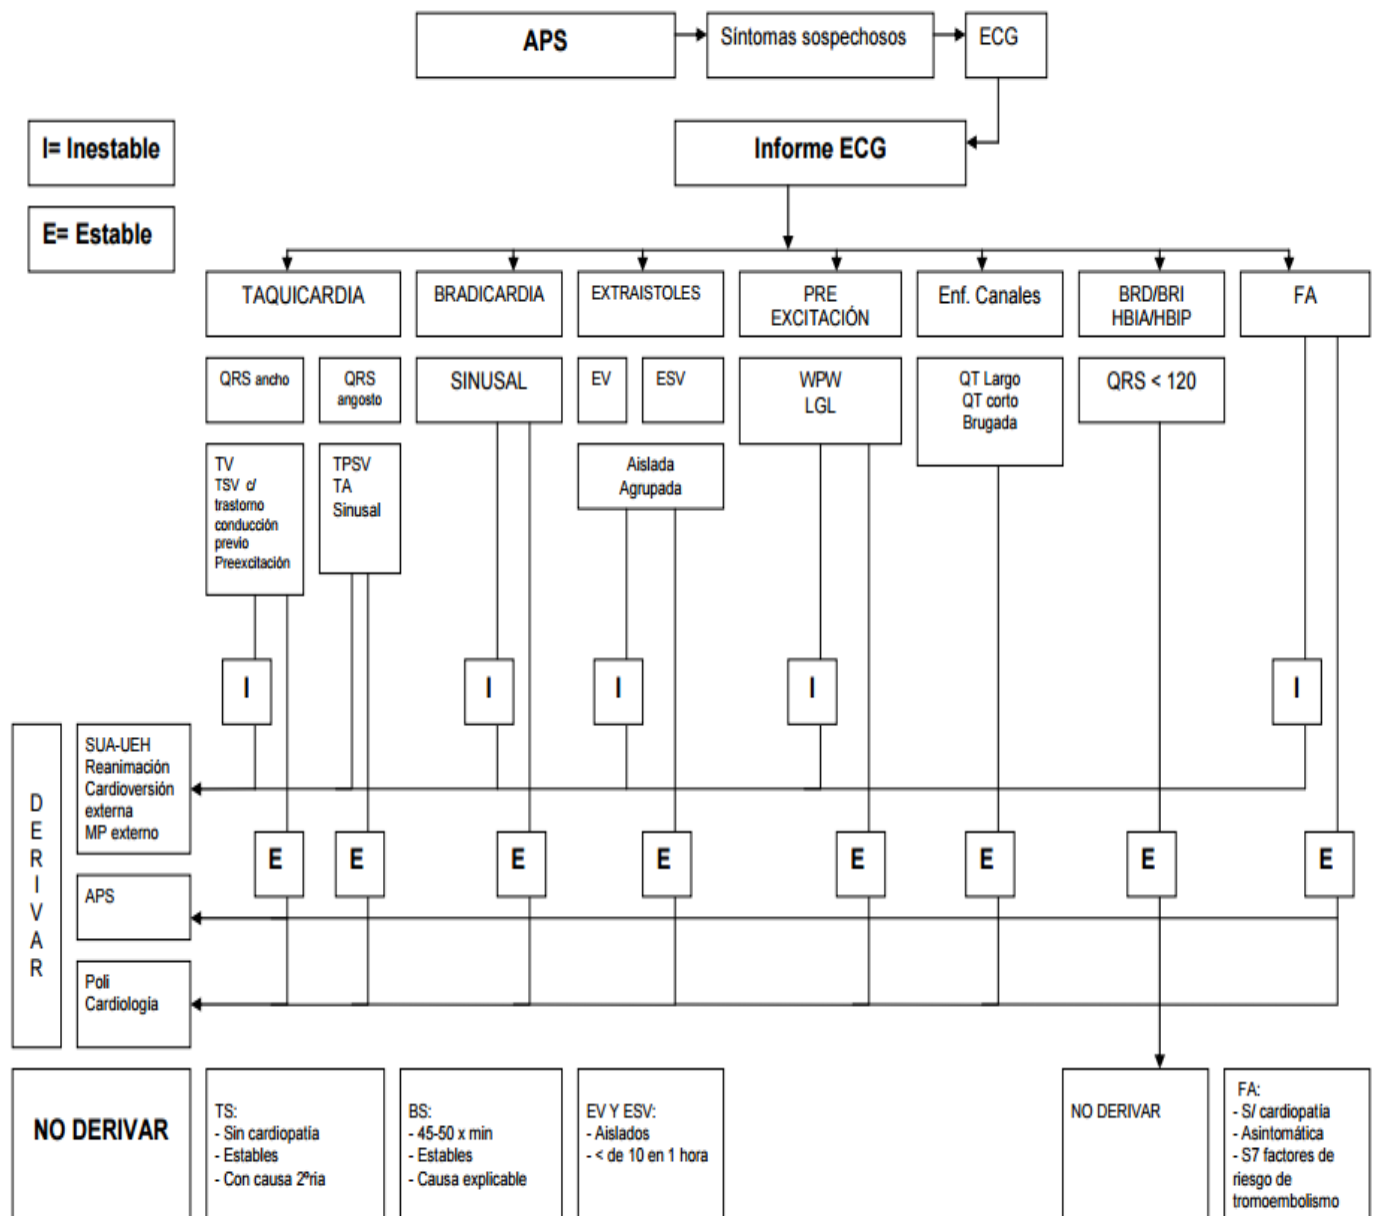 APS
Síntomas sospechosos
ECG
I= Inestable
Informe ECG
E= Estable
TAQUICARDIA
BRADICARDIA
EXTRAISTOLES
PRE
EXCITACIÓN
Enf. Canales
BRD/BRI
HBIA/HBIP
FA
QRS ancho
QRS
angosto
SINUSAL
EV
ESV
WPW
LGL
QT Largo
QT corto
Brugada
QRS < 120
TV
TSV c/
trastorno
conducción
previo
Preexcitación
TPSV
TA
Sinusal
Aislada
Agrupada
I
I
I
I
I
DERIVAR
SUA-UEH
Reanimación
Cardioversión
externa
MP externo
E
E
E
E
E
E
E
E
APS
Poli
Cardiología
NO DERIVAR
TS:
- Sin cardiopatía
- Estables
- Con causa 2ºria
BS:
- 45-50 x min
- Estables
- Causa explicable
EV Y ESV:
- Aislados
- < de 10 en 1 hora
NO DERIVAR
FA:
- S/ cardiopatía
- Asintomática
- S7 factores de
riesgo de
tromoembolismo